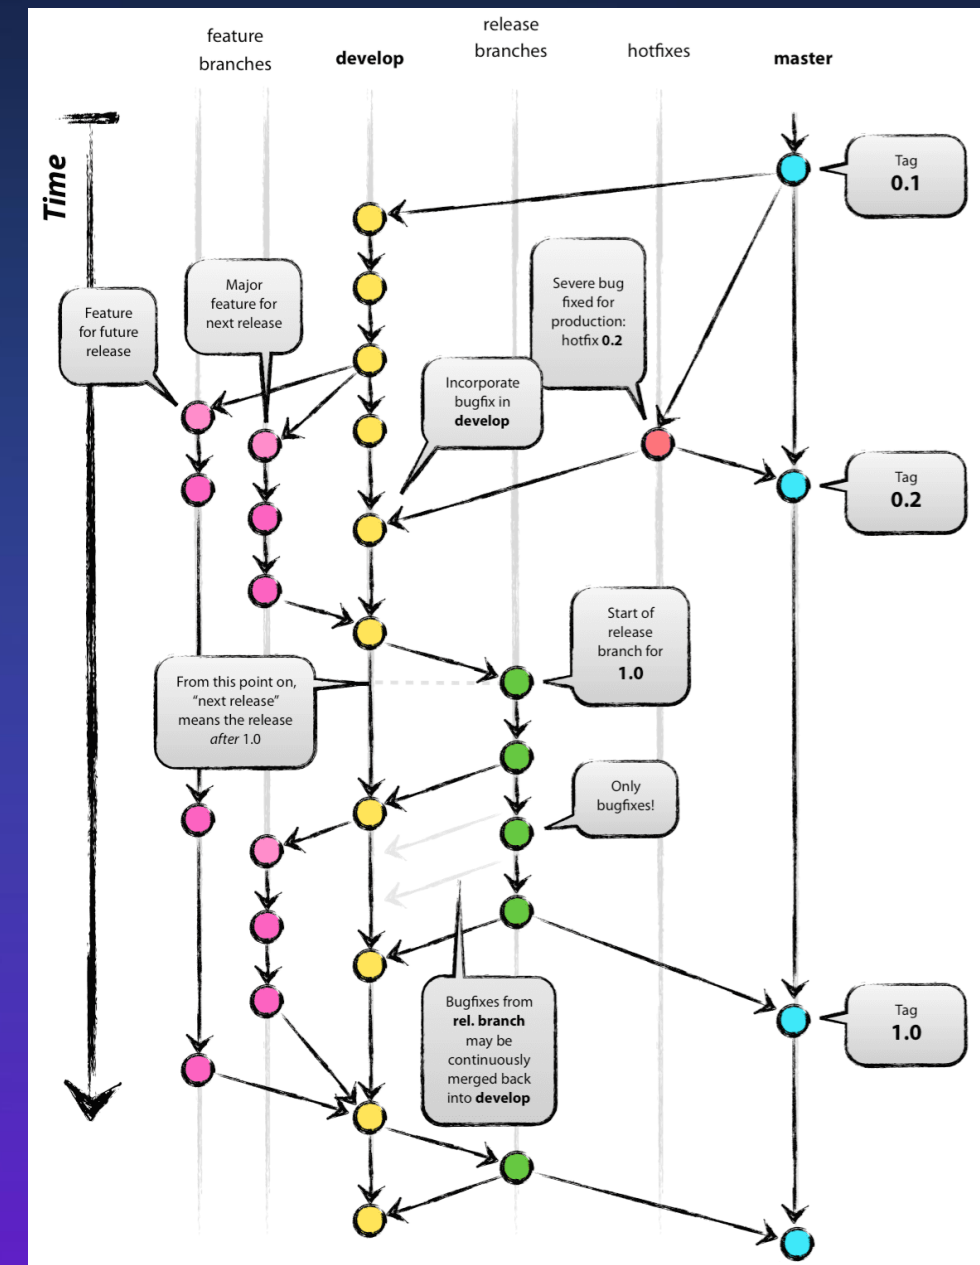 feature
branches
develop
release
branches
hotfixes
master
Time
Tag
0.1
Severe bug
fixed for
production:
hotfix 0.2
Major
feature for
next release
Feature
for future
release
Incorporate
bugfix in
develop
Tag
0.2
Start of
release
branch for
1.0
From this point on,
“next release”
means the release
after 1.0
Only
bugfixes!
Bugfixes from
rel. branch
may be
continuously
merged back
into develop
Tag
1.0